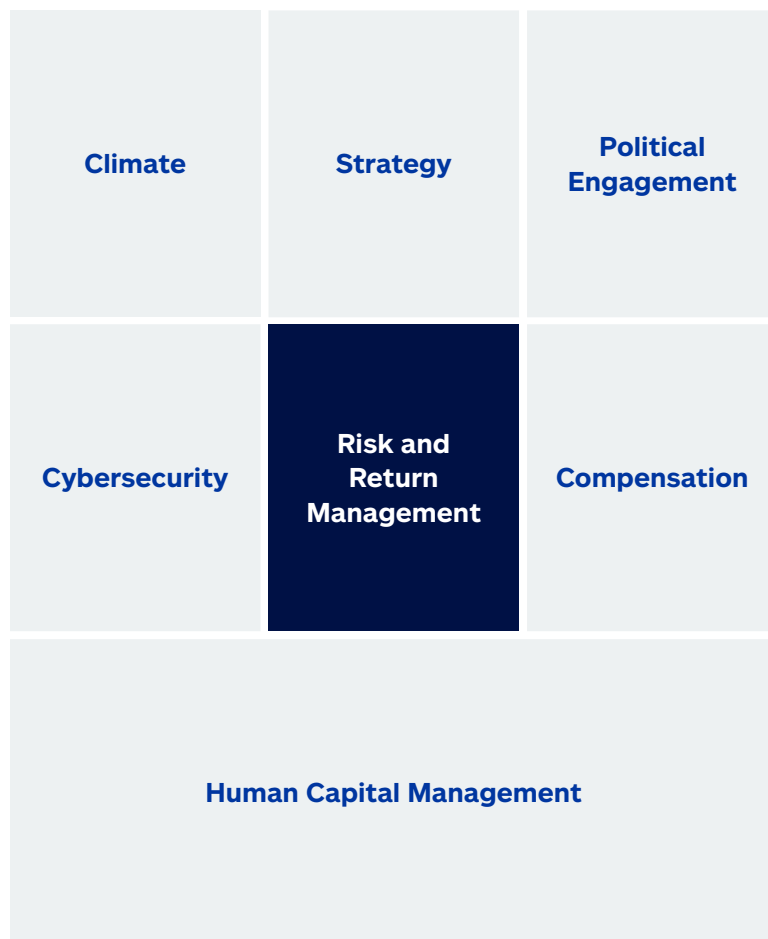 Climate
Strategy
Political
Engagement
Cybersecurity
Risk and
Return
Management
Compensation
Human Capital Management